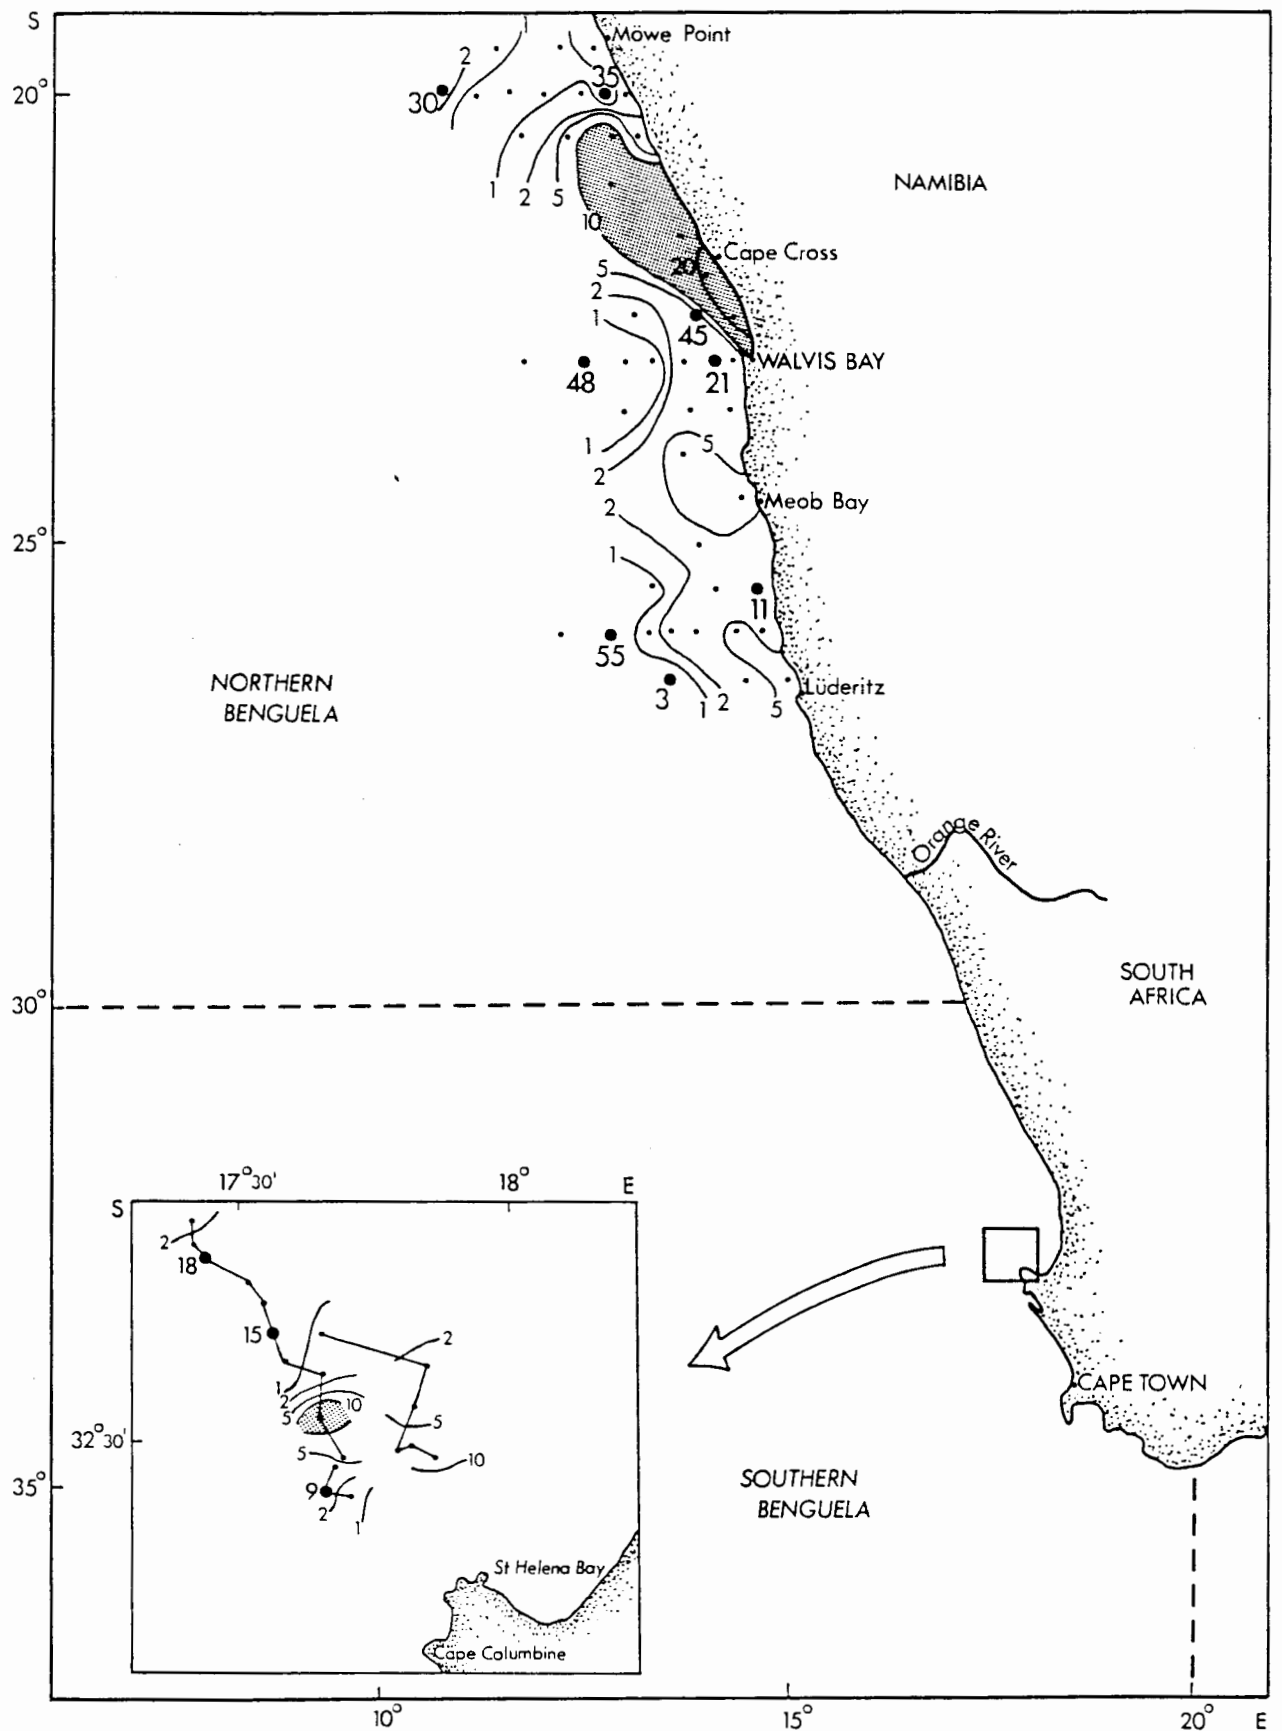 S
Möwe Point
1
2
35
20°
30
NAMIBIA
1
2
5
10
Cape Cross
20
5
2
1
45
WALVIS BAY
48
21
1
5
2
Meob Bay
2
25°
1
11
55
NORTHERN
BENGUELA
3
1
2
5
Lüderitz
Orange River
SOUTH
AFRICA
30°
17°30'
18°
E
S
2
18
15
2
1
2
5
10
5
32°30'
5
10
9
2
1
CAPE TOWN
35°
SOUTHERN
BENGUELA
St Helena Bay
Cape Columbine
10°
15°
20°
E